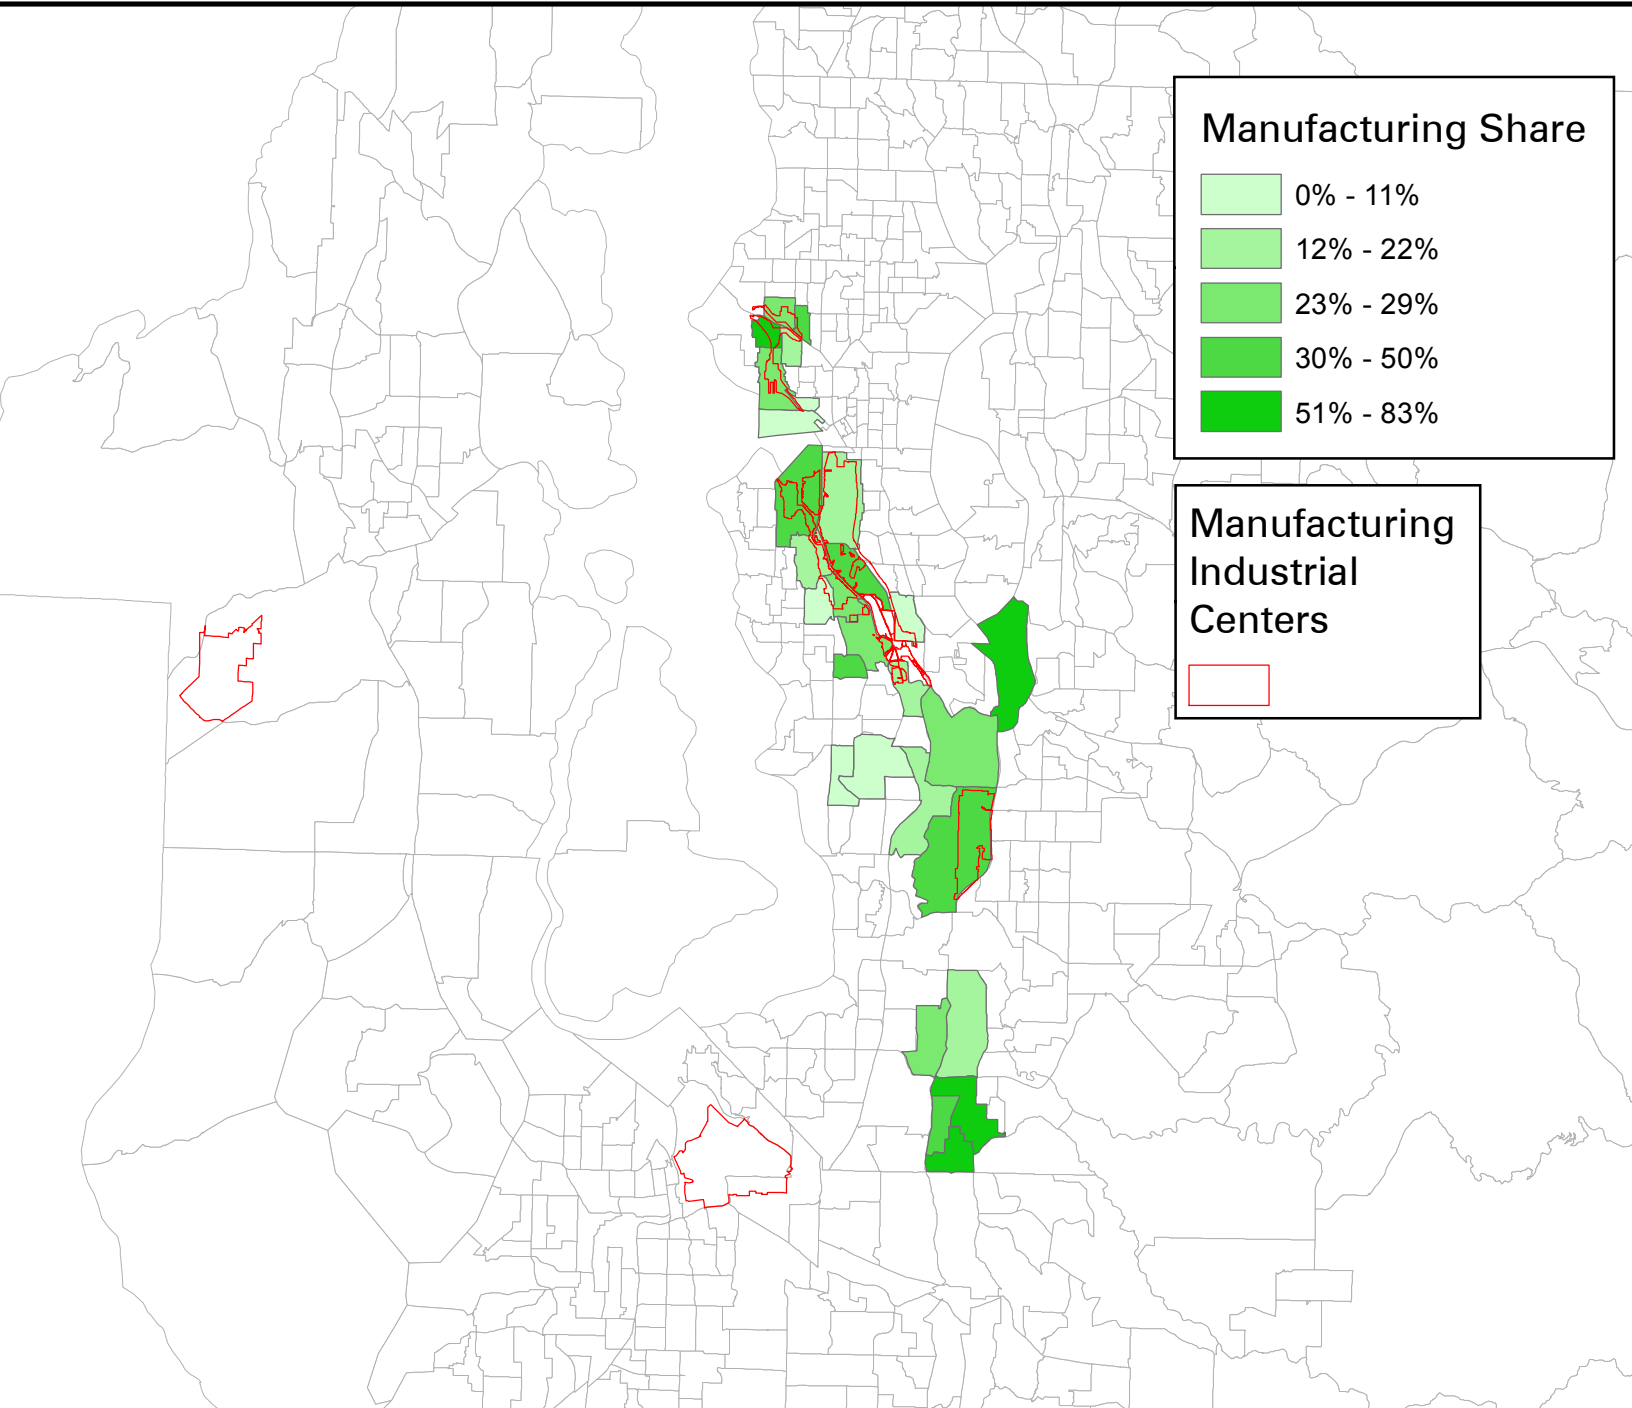 Manufacturing Share
0% - 11%
12% - 22%
23% - 29%
30% - 50%
51% - 83%
Manufacturing
Industrial
Centers